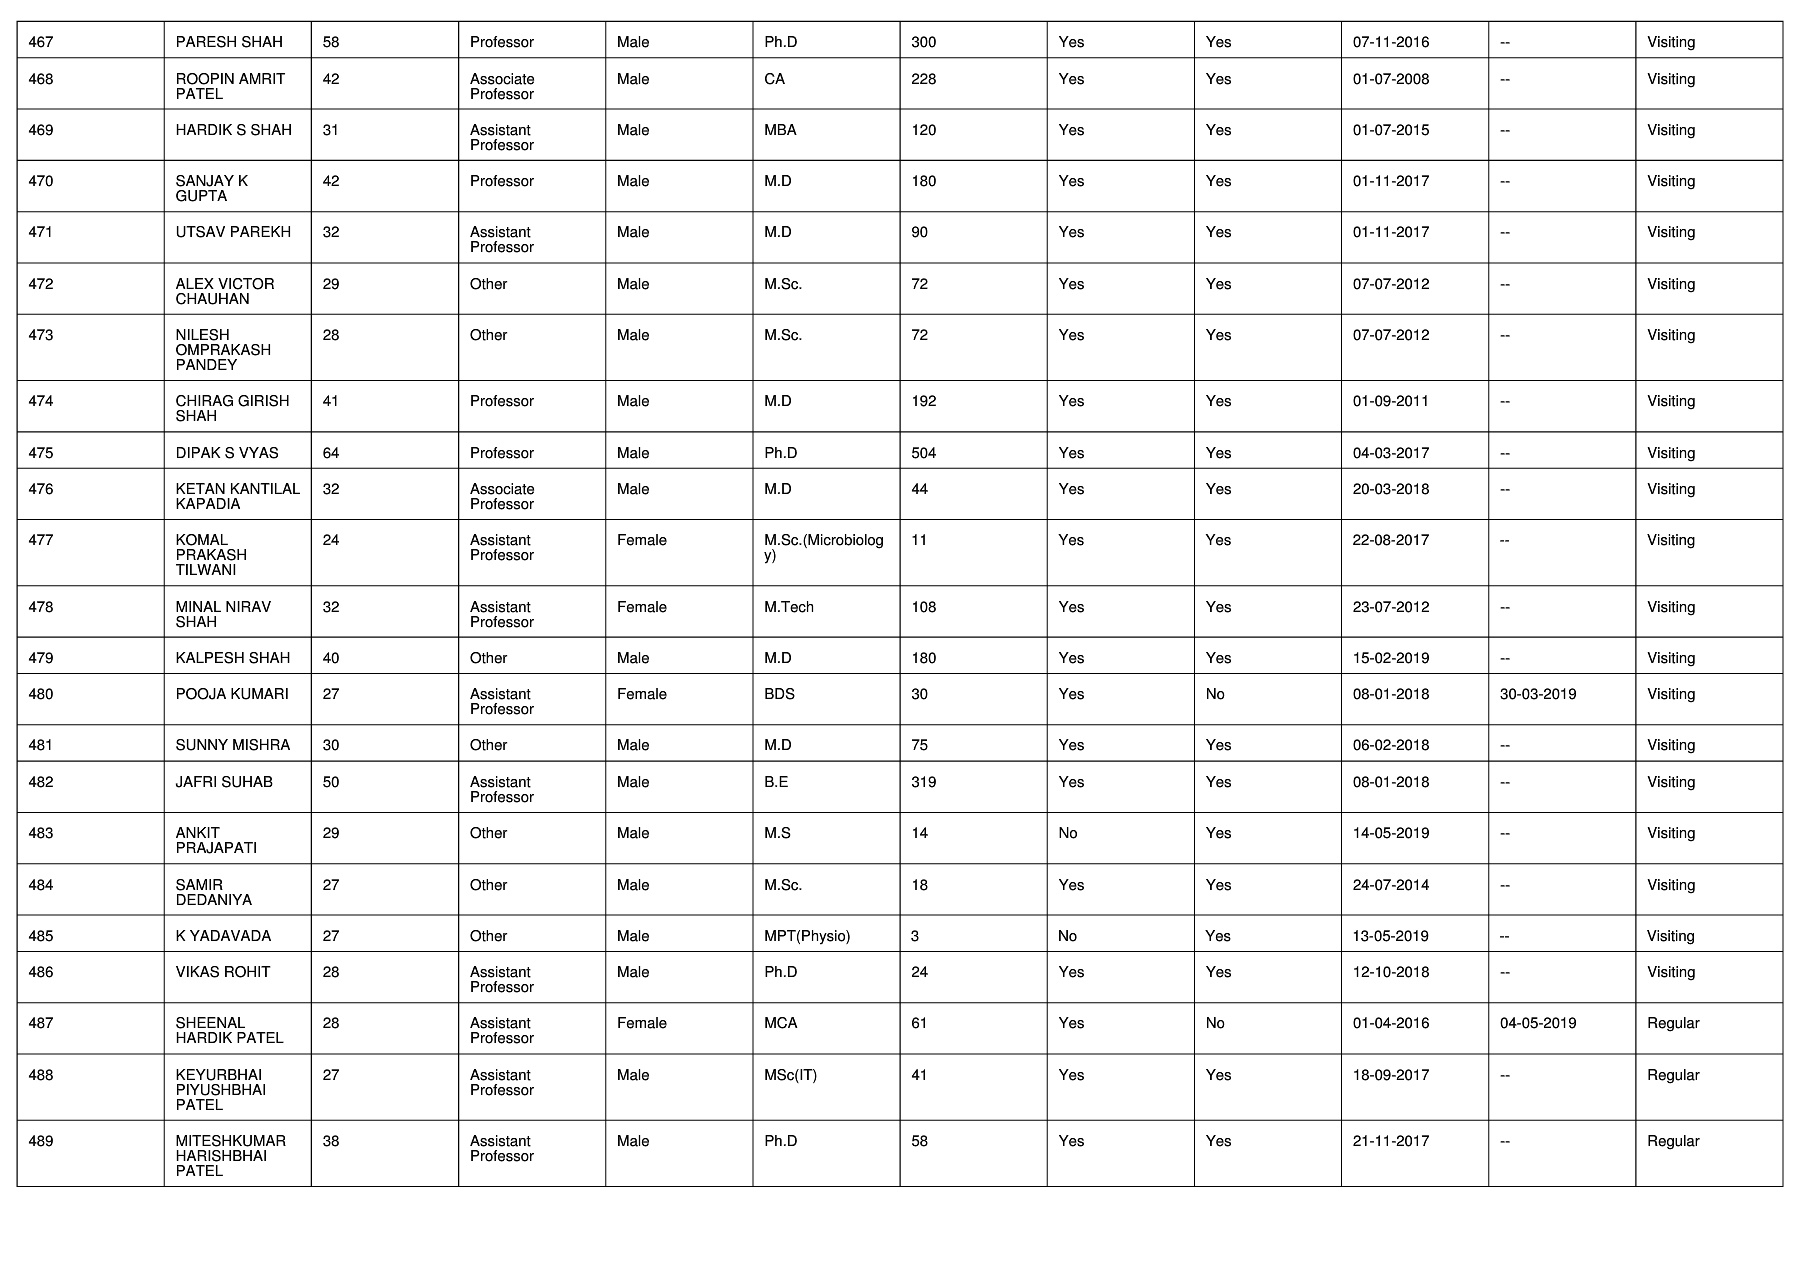 467 PARESH SHAH 58 Professor Male Ph.D 300 Yes Yes 07-11-2016 -- Visiting
468 ROOPIN AMRIT PATEL 42 Associate Professor Male CA 228 Yes Yes 01-07-2008 -- Visiting
469 HARDIK S SHAH 31 Assistant Professor Male MBA 120 Yes Yes 01-07-2015 -- Visiting
470 SANJAY K GUPTA 42 Professor Male M.D 180 Yes Yes 01-11-2017 -- Visiting
471 UTSAV PAREKH 32 Assistant Professor Male M.D 90 Yes Yes 01-11-2017 -- Visiting
472 ALEX VICTOR CHAUHAN 29 Other Male M.Sc. 72 Yes Yes 07-07-2012 -- Visiting
473 NILESH OMPRAKASH PANDEY 28 Other Male M.Sc. 72 Yes Yes 07-07-2012 -- Visiting
474 CHIRAG GIRISH SHAH 41 Professor Male M.D 192 Yes Yes 01-09-2011 -- Visiting
475 DIPAK S VYAS 64 Professor Male Ph.D 504 Yes Yes 04-03-2017 -- Visiting
476 KETAN KANTILAL KAPADIA 32 Associate Professor Male M.D 44 Yes Yes 20-03-2018 -- Visiting
477 KOMAL PRAKASH TILWANI 24 Assistant Professor Female M.Sc.(Microbiology) 11 Yes Yes 22-08-2017 -- Visiting
478 MINAL NIRAV SHAH 32 Assistant Professor Female M.Tech 108 Yes Yes 23-07-2012 -- Visiting
479 KALPESH SHAH 40 Other Male M.D 180 Yes Yes 15-02-2019 -- Visiting
480 POOJA KUMARI 27 Assistant Professor Female BDS 30 Yes No 08-01-2018 30-03-2019 Visiting
481 SUNNY MISHRA 30 Other Male M.D 75 Yes Yes 06-02-2018 -- Visiting
482 JAFRI SUHAB 50 Assistant Professor Male B.E 319 Yes Yes 08-01-2018 -- Visiting
483 ANKIT PRAJAPATI 29 Other Male M.S 14 No Yes 14-05-2019 -- Visiting
484 SAMIR DEDANIYA 27 Other Male M.Sc. 18 Yes Yes 24-07-2014 -- Visiting
485 K YADAVADA 27 Other Male MPT(Physio) 3 No Yes 13-05-2019 -- Visiting
486 VIKAS ROHIT 28 Assistant Professor Male Ph.D 24 Yes Yes 12-10-2018 -- Visiting
487 SHEENAL HARDIK PATEL 28 Assistant Professor Female MCA 61 Yes No 01-04-2016 04-05-2019 Regular
488 KEYURBHAI PIYUSHBHAI PATEL 27 Assistant Professor Male MSc(IT) 41 Yes Yes 18-09-2017 -- Regular
489 MITESHKUMAR HARISHBHAI PATEL 38 Assistant Professor Male Ph.D 58 Yes Yes 21-11-2017 -- Regular